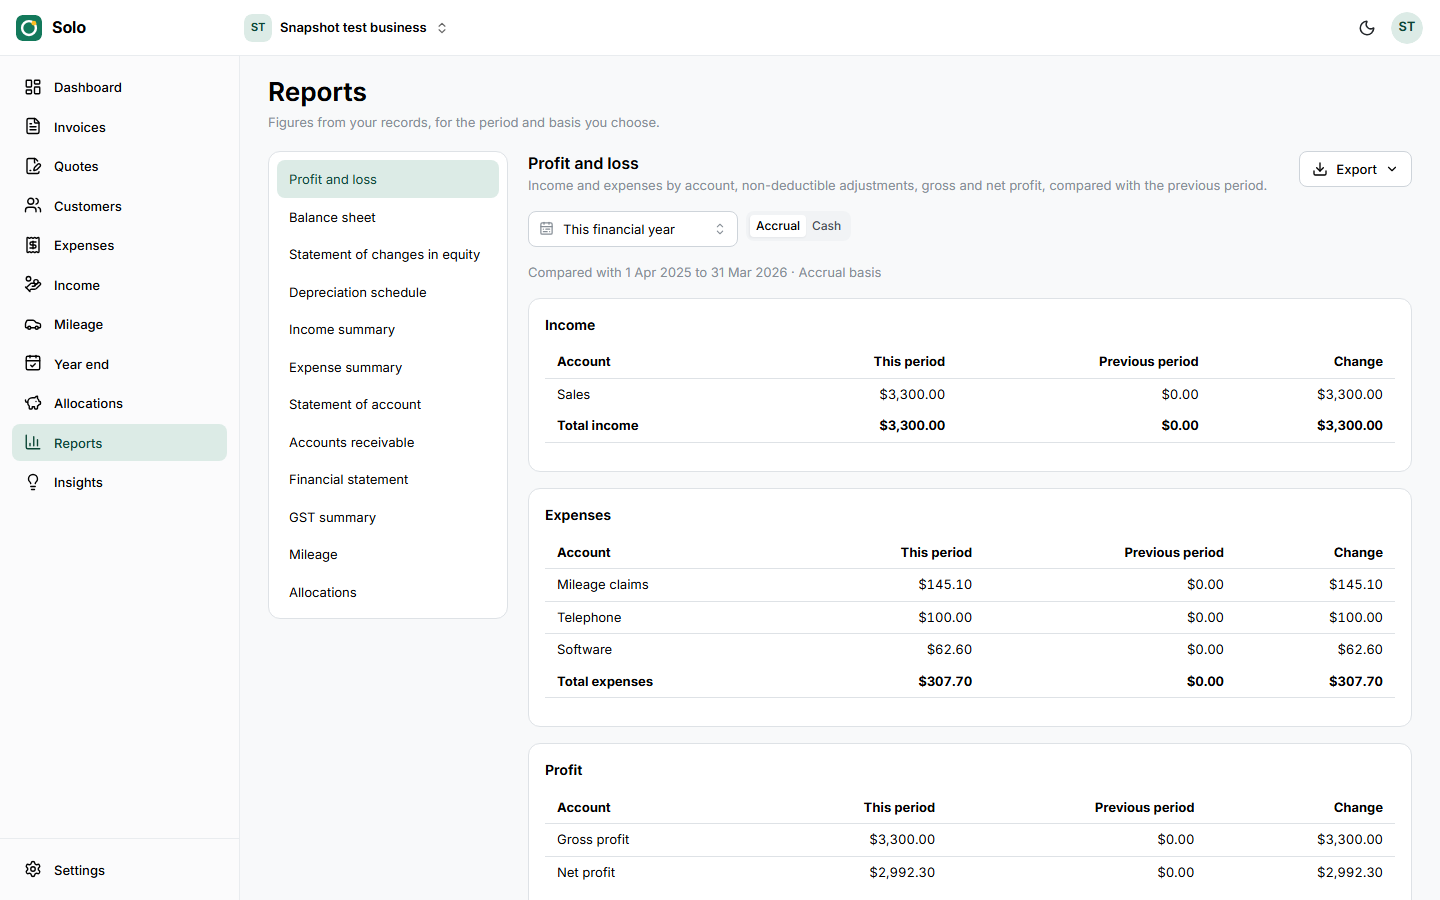 Solo
ST Snapshot test business
ST
Dashboard
Invoices
Quotes
Customers
Expenses
Income
Mileage
Year end
Allocations
Reports
Insights
Settings
Reports
Figures from your records, for the period and basis you choose.
Profit and loss
Balance sheet
Statement of changes in equity
Depreciation schedule
Income summary
Expense summary
Statement of account
Accounts receivable
Financial statement
GST summary
Mileage
Allocations
Profit and loss
Income and expenses by account, non-deductible adjustments, gross and net profit, compared with the previous period.
Export
This financial year
Accrual Cash
Compared with 1 Apr 2025 to 31 Mar 2026 · Accrual basis
Income
Account This period Previous period Change
Sales $3,300.00 $0.00 $3,300.00
Total income $3,300.00 $0.00 $3,300.00
Expenses
Account This period Previous period Change
Mileage claims $145.10 $0.00 $145.10
Telephone $100.00 $0.00 $100.00
Software $62.60 $0.00 $62.60
Total expenses $307.70 $0.00 $307.70
Profit
Account This period Previous period Change
Gross profit $3,300.00 $0.00 $3,300.00
Net profit $2,992.30 $0.00 $2,992.30